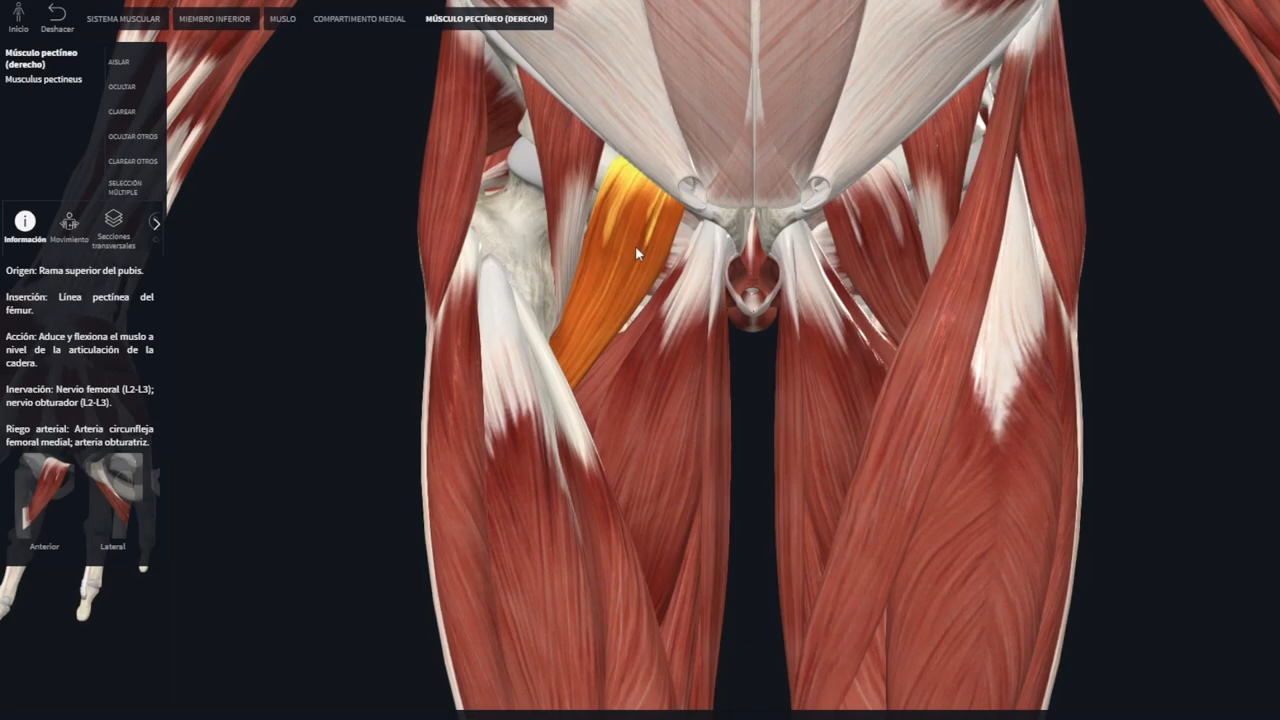 Inicio
Deshacer
SISTEMA MUSCULAR
MIEMBRO INFERIOR
MUSLO
COMPARTIMENTO MEDIAL
MÚSCULO PECTÍNEO (DERECHO)
Músculo pectíneo
(derecho)
Musculus pectineus
AISLAR
OCULTAR
CLAREAR
OCULTAR OTROS
CLAREAR OTROS
SELECCIÓN
MÚLTIPLE
Información
Movimiento
Secciones
transversales
Origen: Rama superior del pubis.
Inserción: Línea pectínea del
fémur.
Acción: Aduce y flexiona el muslo a
nivel de la articulación de la
cadera.
Inervación: Nervio femoral (L2-L3);
nervio obturador (L2-L3).
Riego arterial: Arteria circunfleja
femoral medial; arteria obturatriz.
Anterior
Lateral